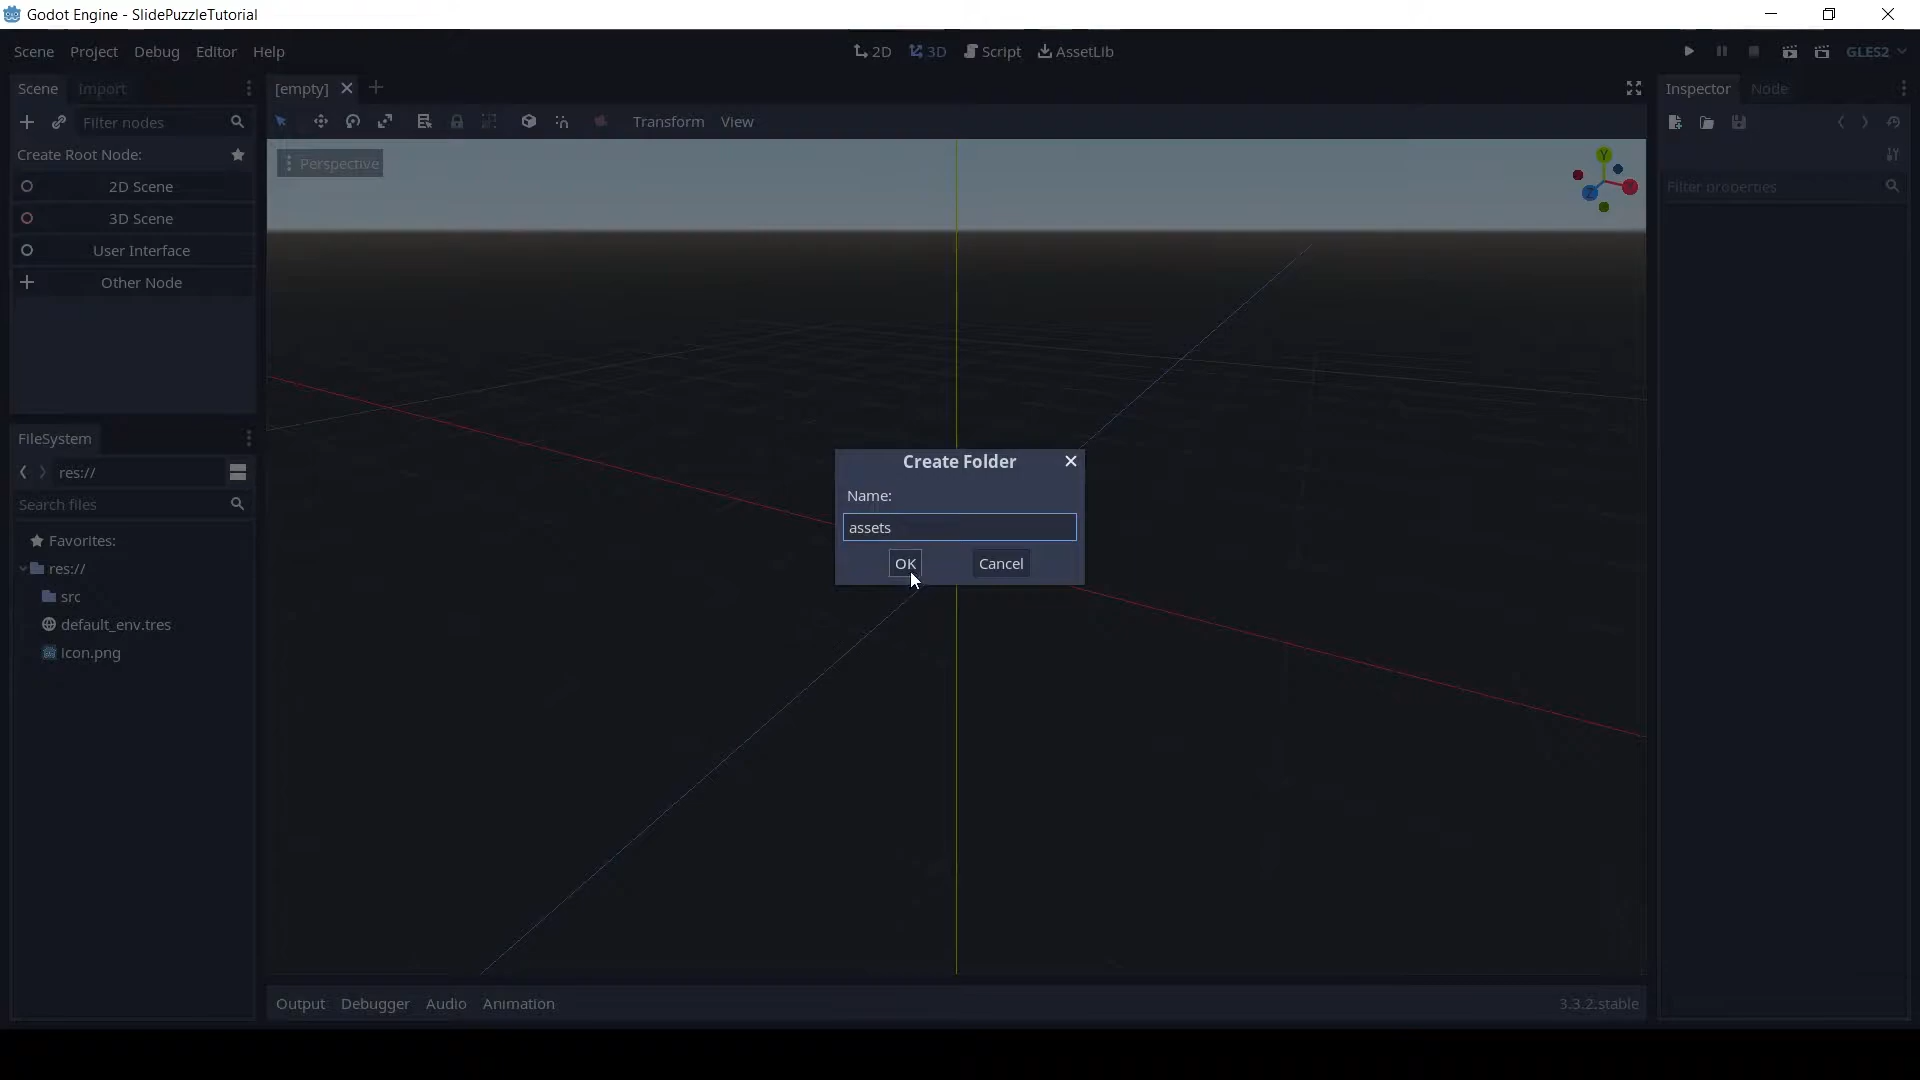 Godot Engine - SlidePuzzleTutorial
Scene Project Debug Editor Help
2D 3D Script AssetLib
GLES2
Scene Import
[empty]
Inspector Node
Filter nodes
Transform View
Create Root Node:
Perspective
Y
X
Z
2D Scene
Filter properties
3D Scene
User Interface
Other Node
FileSystem
Create Folder
res://
Name:
Search files
assets
Favorites:
OK Cancel
res://
src
default_env.tres
icon.png
Output Debugger Audio Animation
3.3.2.stable